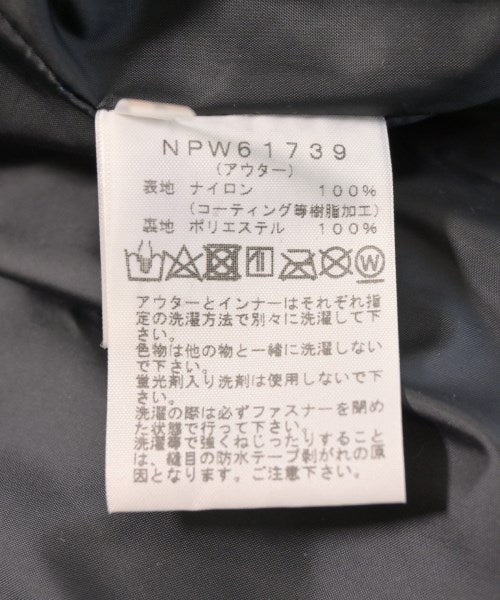 NPW61739
(アウター)
表地 ナイロン 100%
(コーティング等樹脂加工)
裏地 ポリエステル 100%
W
アウターとインナーはそれぞれ指
定の洗濯方法で別々に洗濯して下
さい。
色物は他の物と一緒に洗濯しない
で下さい。
蛍光剤入り洗剤は使用しないで下
さい。
洗濯の際は必ずファスナーを閉め
た状態で行って下さい。
洗濯等で強くねじったりすること
は、縫目の防水テープ剥がれの原
因となります。ご注意下さい。